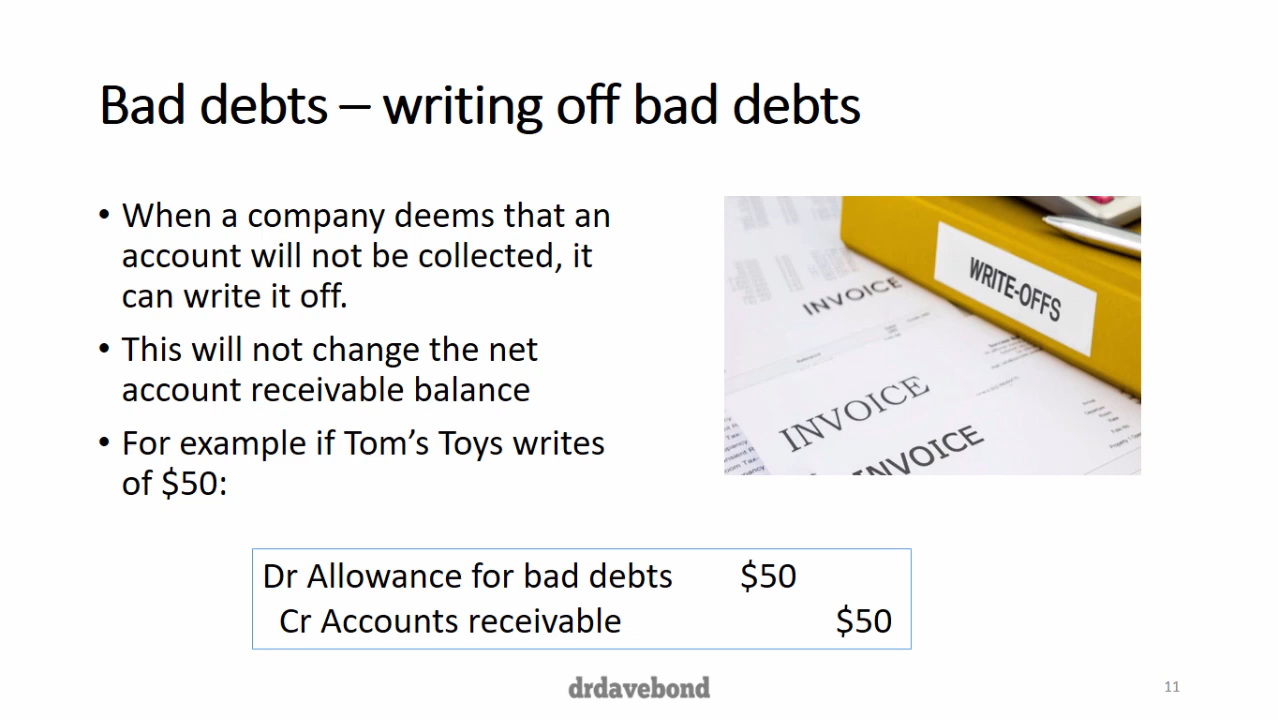 Bad debts – writing off bad debts
• When a company deems that an
account will not be collected, it
can write it off.
• This will not change the net
account receivable balance
• For example if Tom’s Toys writes
of $50:
WRITE-OFFS
INVOICE
INVOICE
INVOICE
Dr Allowance for bad debts $50
Cr Accounts receivable $50
drdavebond
11